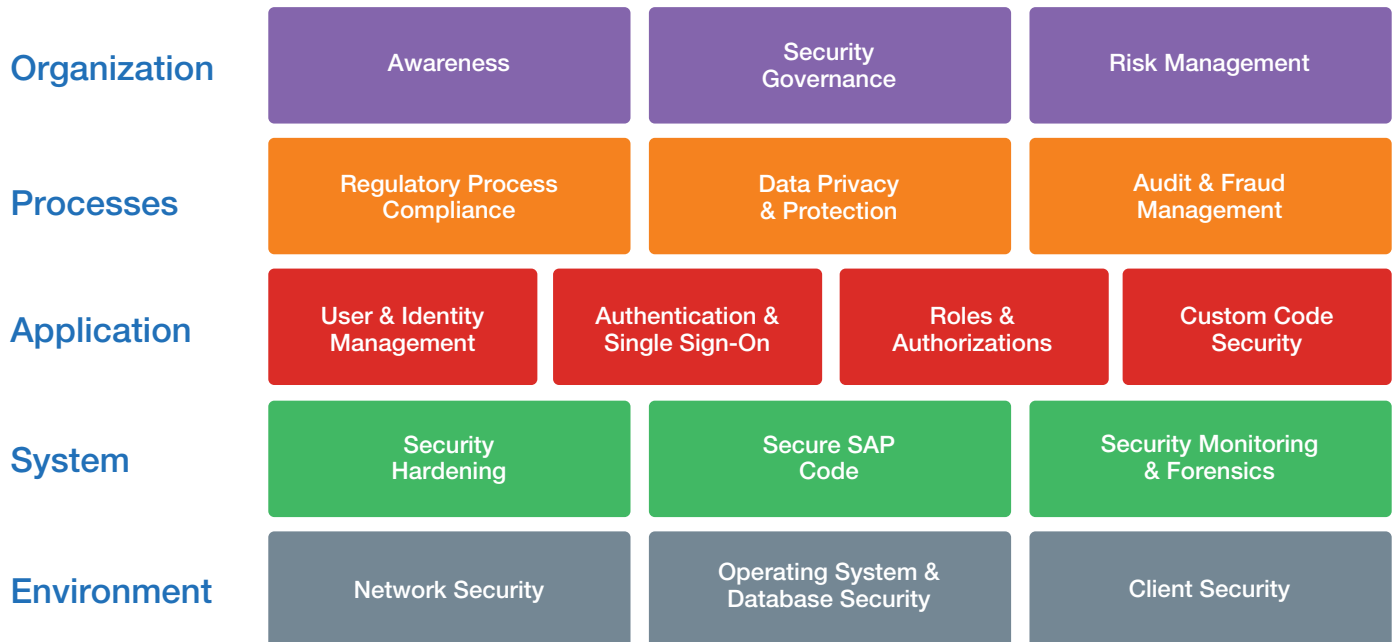 Organization
Awareness
Security
Governance
Risk Management
Processes
Regulatory Process
Compliance
Data Privacy
& Protection
Audit & Fraud
Management
Application
User & Identity
Management
Authentication &
Single Sign-On
Roles &
Authorizations
Custom Code
Security
System
Security
Hardening
Secure SAP
Code
Security Monitoring
& Forensics
Environment
Network Security
Operating System &
Database Security
Client Security